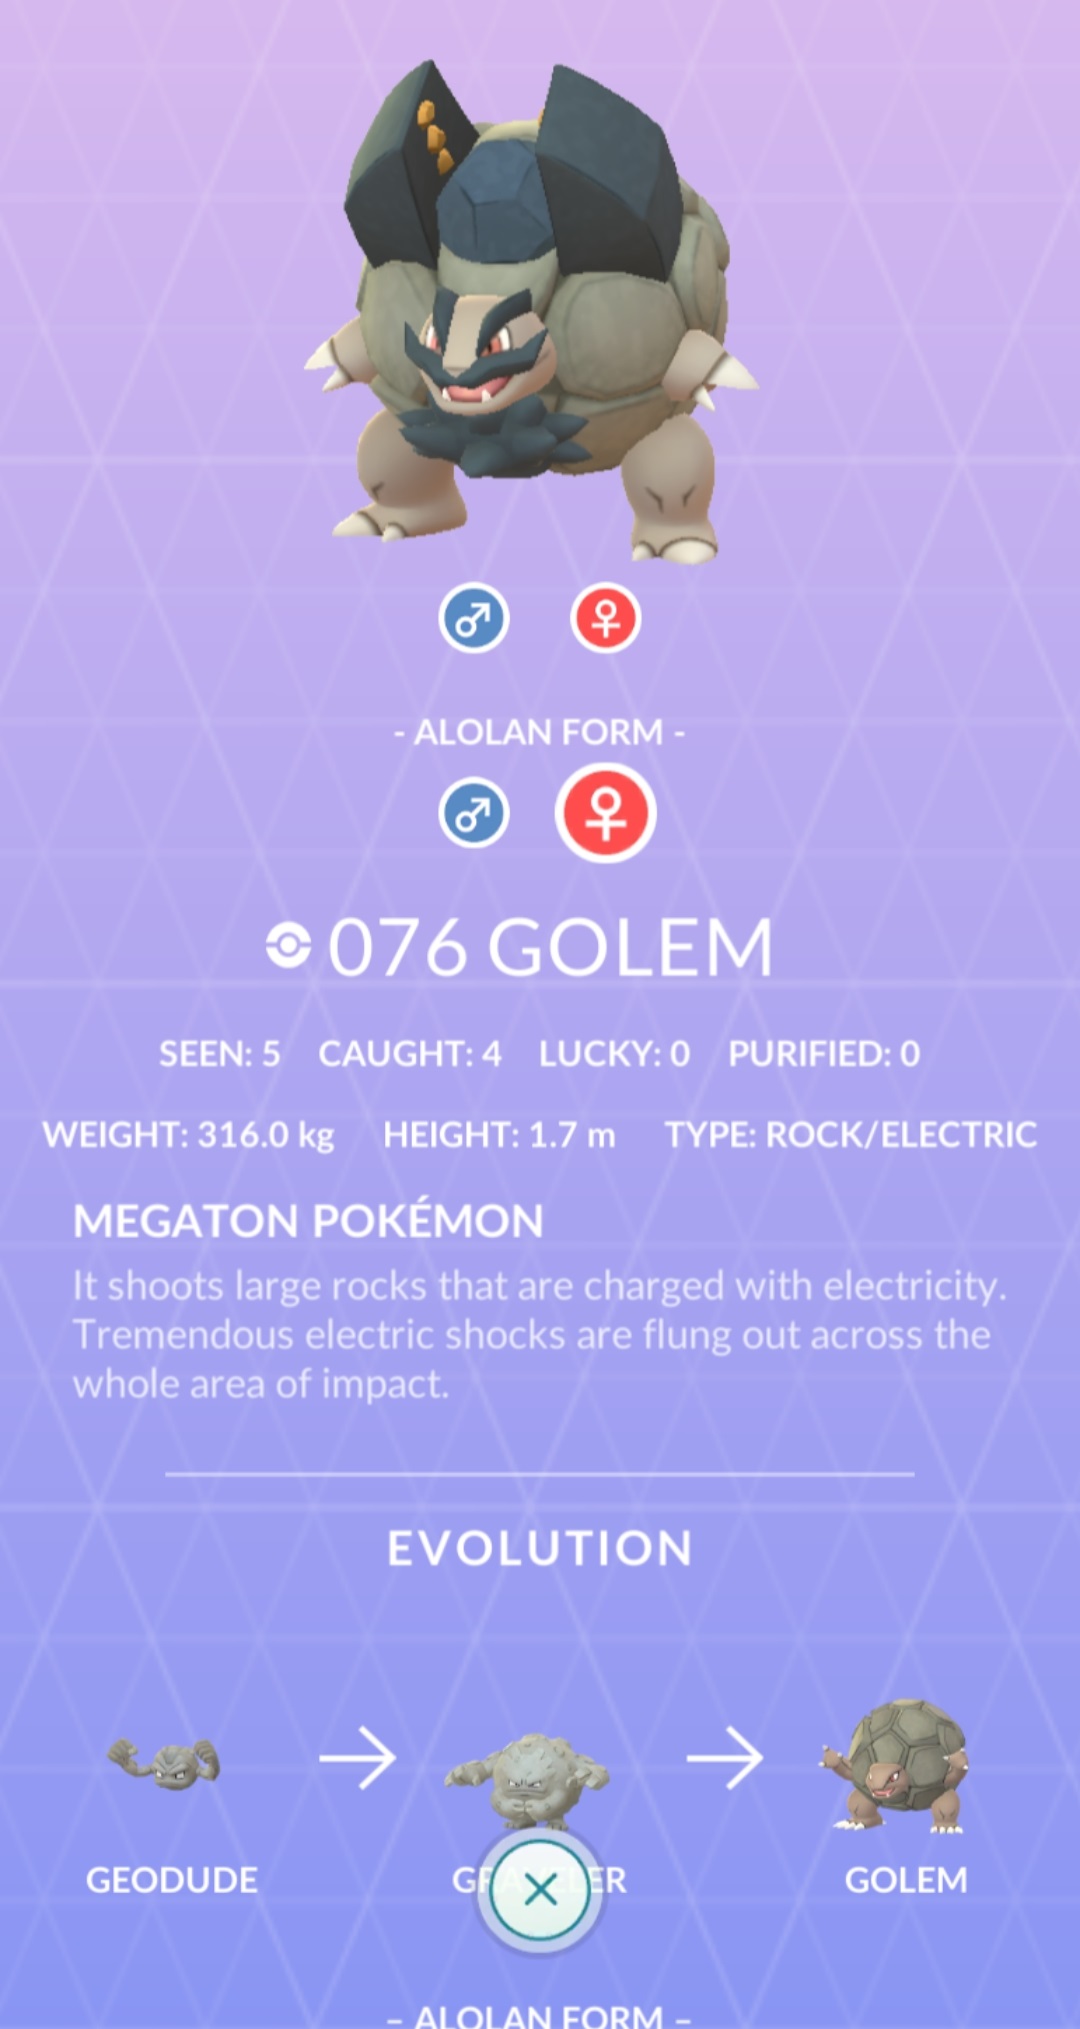 - ALOLAN FORM -
076 GOLEM
SEEN: 5 CAUGHT: 4 LUCKY: 0 PURIFIED: 0
WEIGHT: 316.0 kg HEIGHT: 1.7 m TYPE: ROCK/ELECTRIC
MEGATON POKÉMON
It shoots large rocks that are charged with electricity.
Tremendous electric shocks are flung out across the
whole area of impact.
EVOLUTION
GEODUDE GRAVELER GOLEM
- ALOLAN FORM -